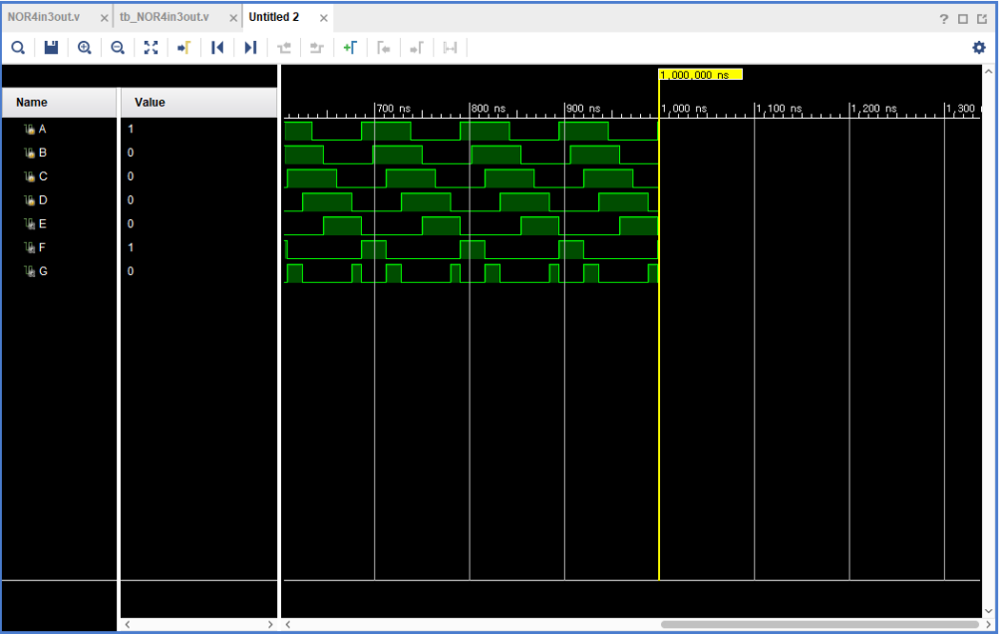 NOR4in3out.v × tb_NOR4in3out.v × Untitled 2 ×
?
1,000,000 ns
Name Value
700 ns 800 ns 900 ns 1,000 ns 1,100 ns 1,200 ns 1,300
A 1
B 0
C 0
D 0
E 0
F 1
G 0